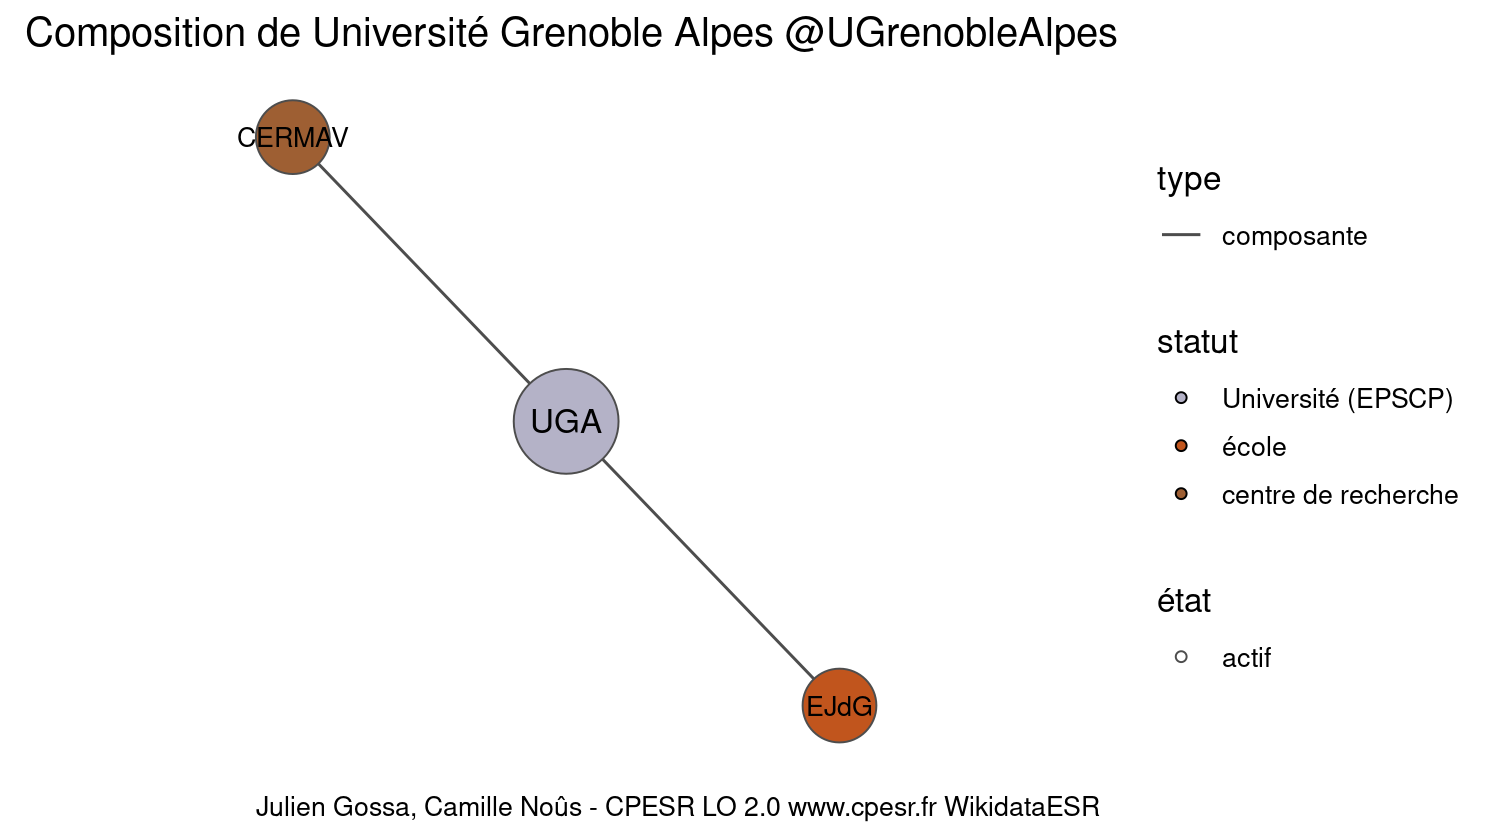 Composition de Université Grenoble Alpes @UGrenobleAlpes
CERMAV
UGA
EJdG
type
composante
statut
Université (EPSCP)
école
centre de recherche
état
actif
Julien Gossa, Camille Noûs - CPESR LO 2.0 www.cpesr.fr WikidataESR